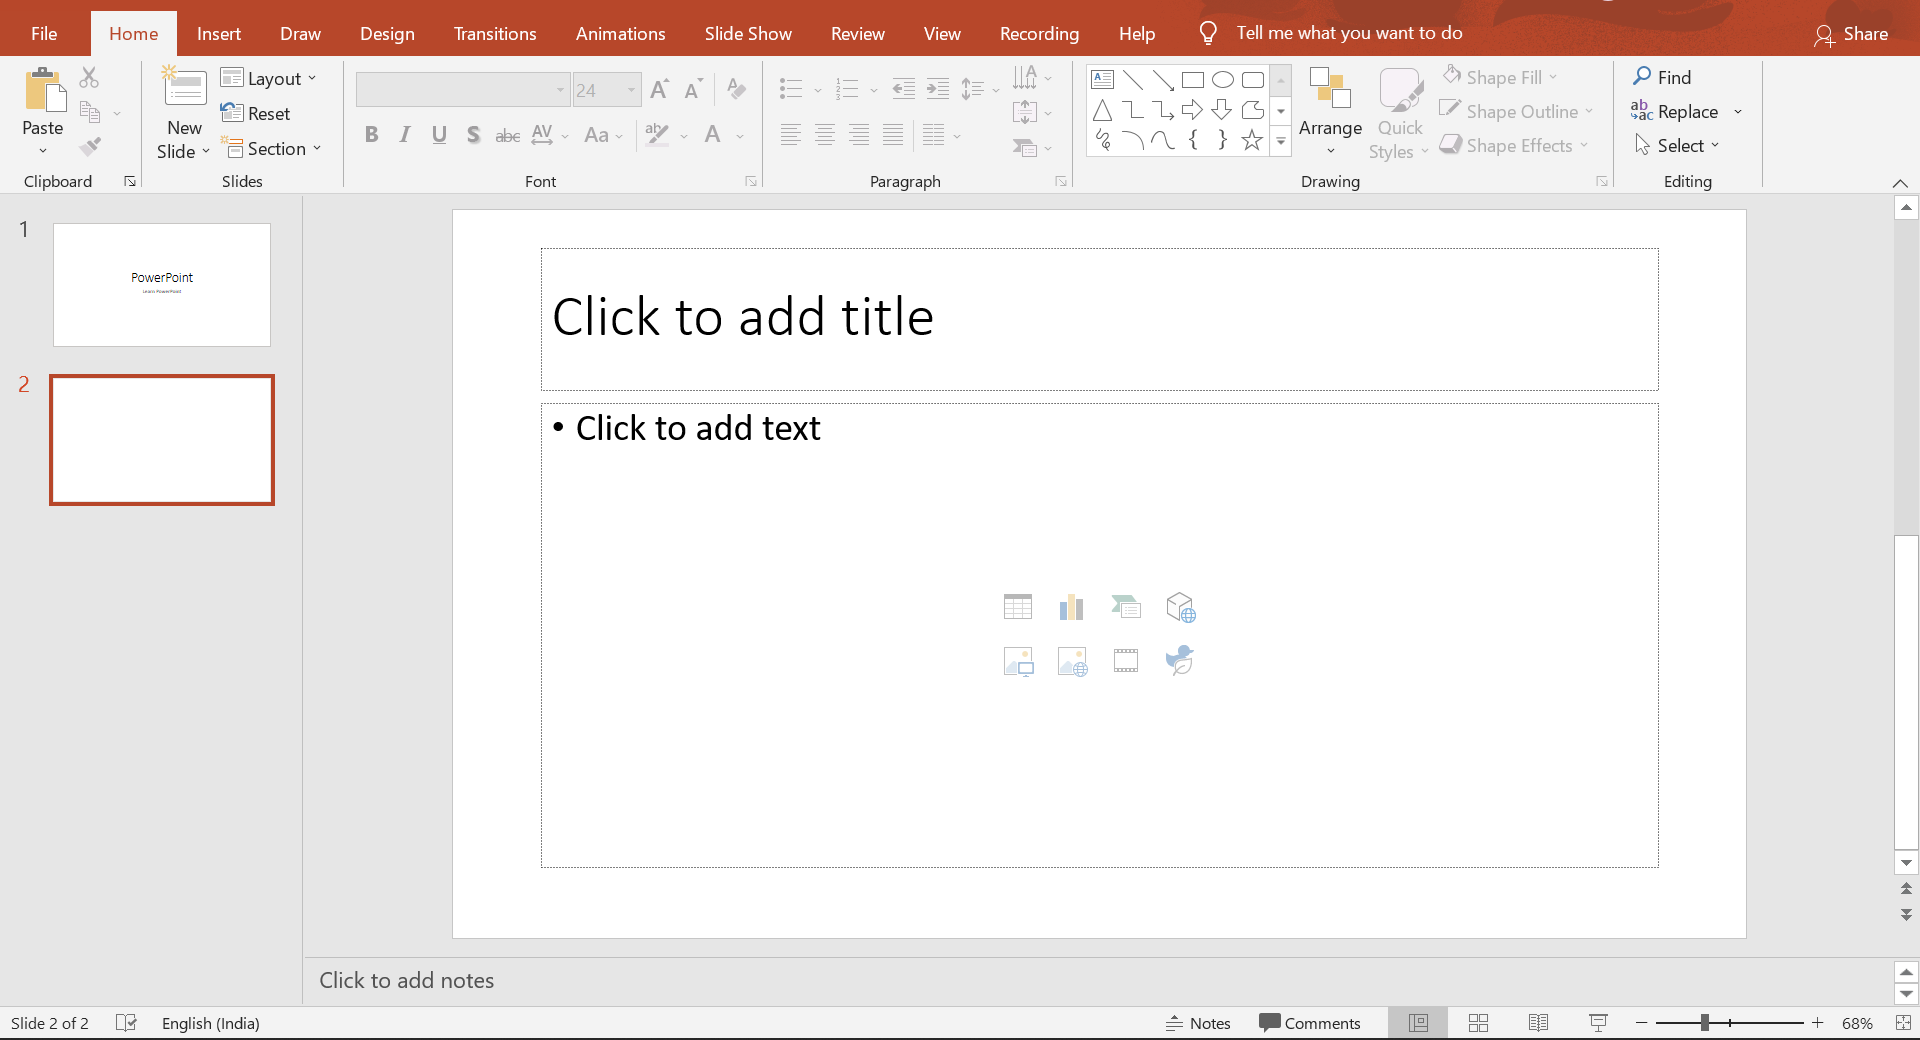 File Home Insert Draw Design Transitions Animations Slide Show Review View Recording Help Tell me what you want to do Share
Paste
Clipboard
New
Slide
Layout
Reset
Section
Slides
24
B I U S abc AV Aa ab A
Font
Paragraph
A
Arrange
Quick
Styles
Shape Fill
Shape Outline
Shape Effects
Drawing
Find
Replace
Select
Editing
1
PowerPoint
Learn PowerPoint
2
Click to add title
• Click to add text
Click to add notes
Slide 2 of 2 English (India) Notes Comments 68%